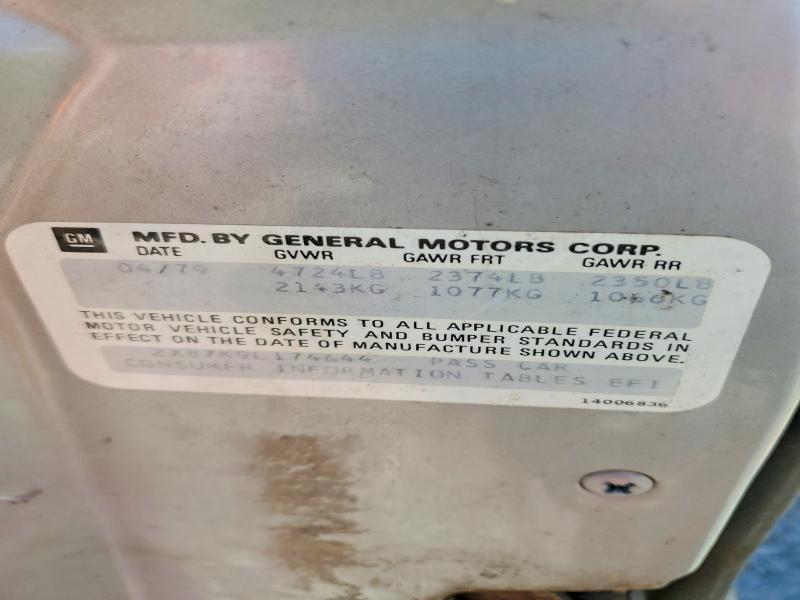 GM MFD. BY GENERAL MOTORS CORP.
DATE GVWR GAWR FRT GAWR RR
04/79 4724LB 2374LB 2350LB
2143KG 1077KG 1066KG
THIS VEHICLE CONFORMS TO ALL APPLICABLE FEDERAL
MOTOR VEHICLE SAFETY AND BUMPER STANDARDS IN
EFFECT ON THE DATE OF MANUFACTURE SHOWN ABOVE.
2X87K9L174644 PASS CAR
CONSUMER INFORMATION TABLES EFI
14006836